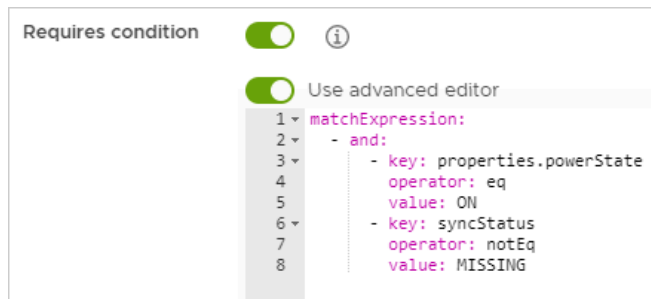 Requires condition
Use advanced editor
1 matchExpression:
2 - and:
3 - key: properties.powerState
4 operator: eq
5 value: ON
6 - key: syncStatus
7 operator: notEq
8 value: MISSING